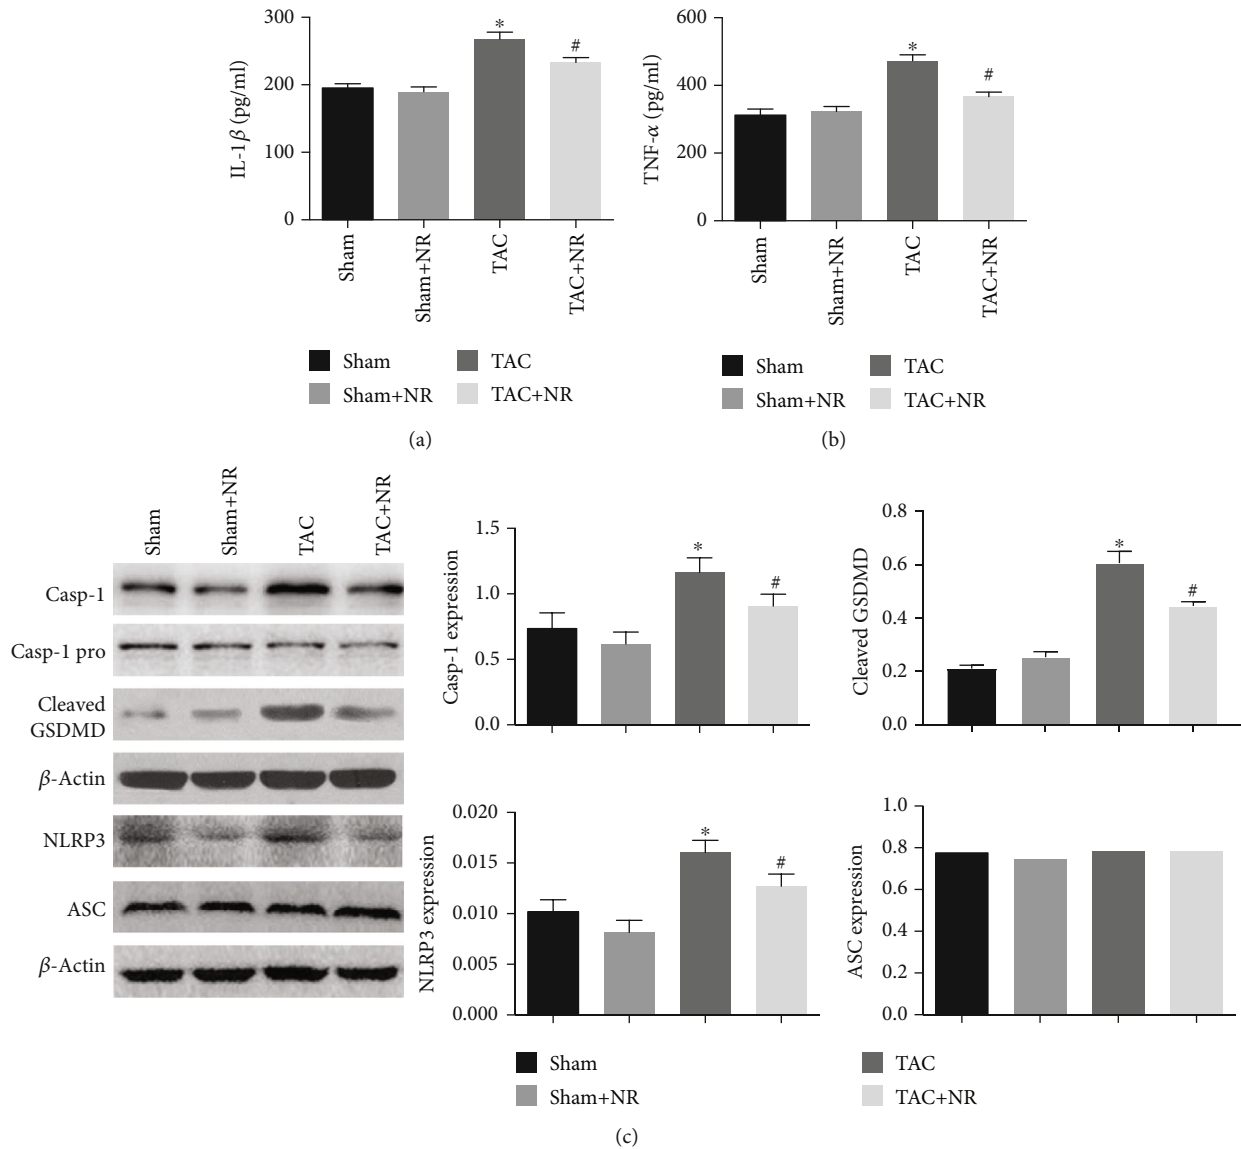 300
200
100
0
IL-1β (pg/ml)
*
#
Sham
Sham+NR
TAC
TAC+NR
Sham
TAC
Sham+NR
TAC+NR
(a)
600
400
200
0
TNF-α (pg/ml)
*
#
Sham
Sham+NR
TAC
TAC+NR
Sham
TAC
Sham+NR
TAC+NR
(b)
Sham
Sham+NR
TAC
TAC+NR
Casp-1
Casp-1 pro
Cleaved
GSDMD
β-Actin
NLRP3
ASC
β-Actin
1.5
1.0
0.5
0.0
Casp-1 expression
*
#
0.8
0.6
0.4
0.2
0.0
Cleaved GSDMD
*
#
0.020
0.015
0.010
0.005
0.000
NLRP3 expression
*
#
1.0
0.8
0.6
0.4
0.2
0.0
ASC expression
Sham
TAC
Sham+NR
TAC+NR
(c)